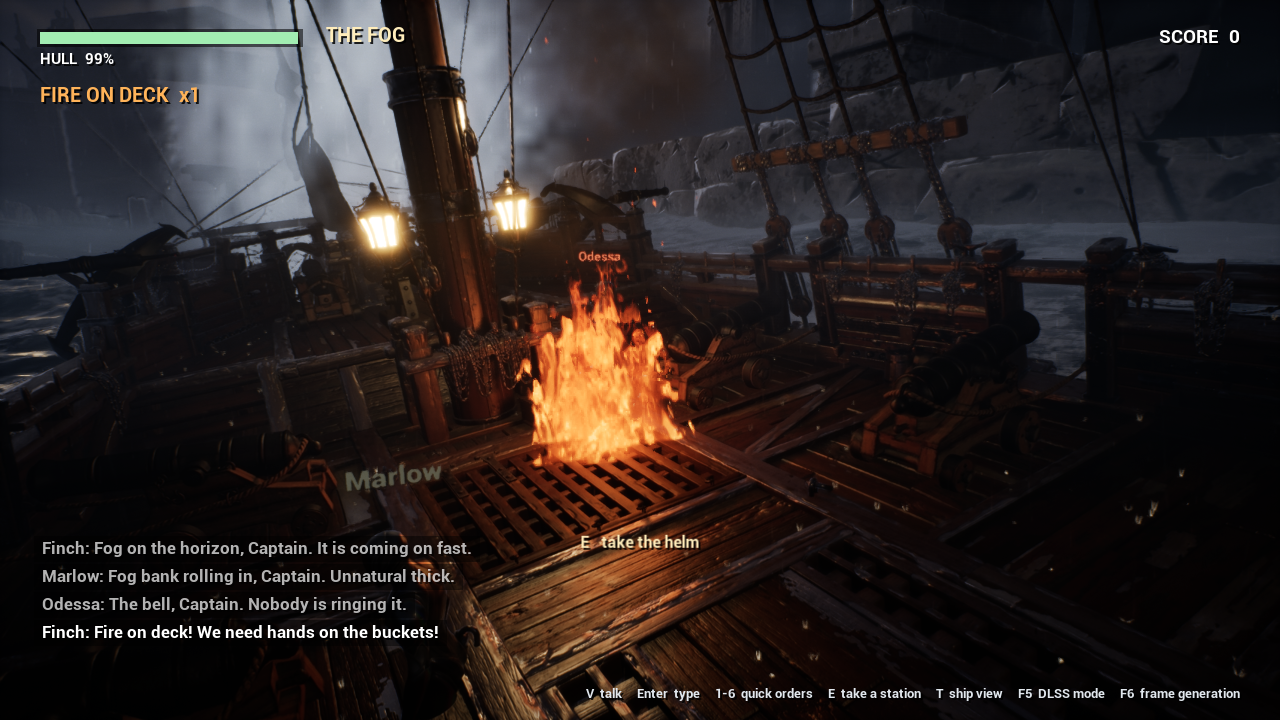 THE FOG
SCORE 0
HULL 99%
FIRE ON DECK x1
Odessa
Marlow
E take the helm
Finch: Fog on the horizon, Captain. It is coming on fast.
Marlow: Fog bank rolling in, Captain. Unnatural thick.
Odessa: The bell, Captain. Nobody is ringing it.
Finch: Fire on deck! We need hands on the buckets!
V talk Enter type 1-6 quick orders E take a station T ship view F5 DLSS mode F6 frame generation